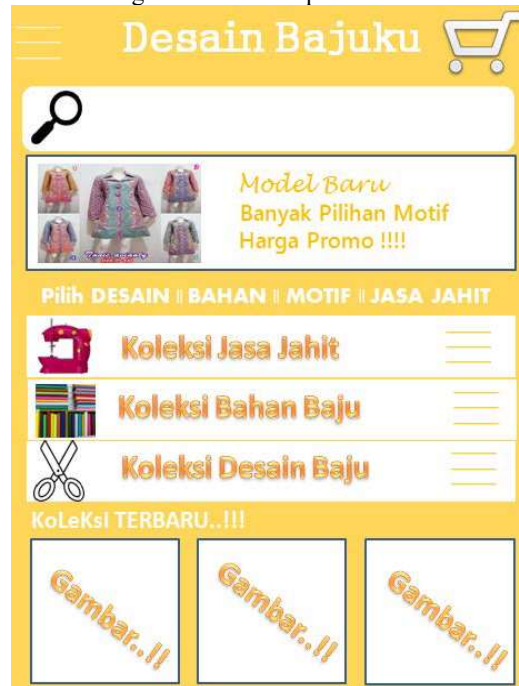 Desain Bajuku
Model Baru
Banyak Pilihan Motif
Harga Promo !!!!
Pilih DESAIN || BAHAN || MOTIF || JASA JAHIT
Koleksi Jasa Jahit
Koleksi Bahan Baju
Koleksi Desain Baju
KoLeKsI TERBARU..!!!
Gambar..!!
Gambar..!!
Gambar..!!